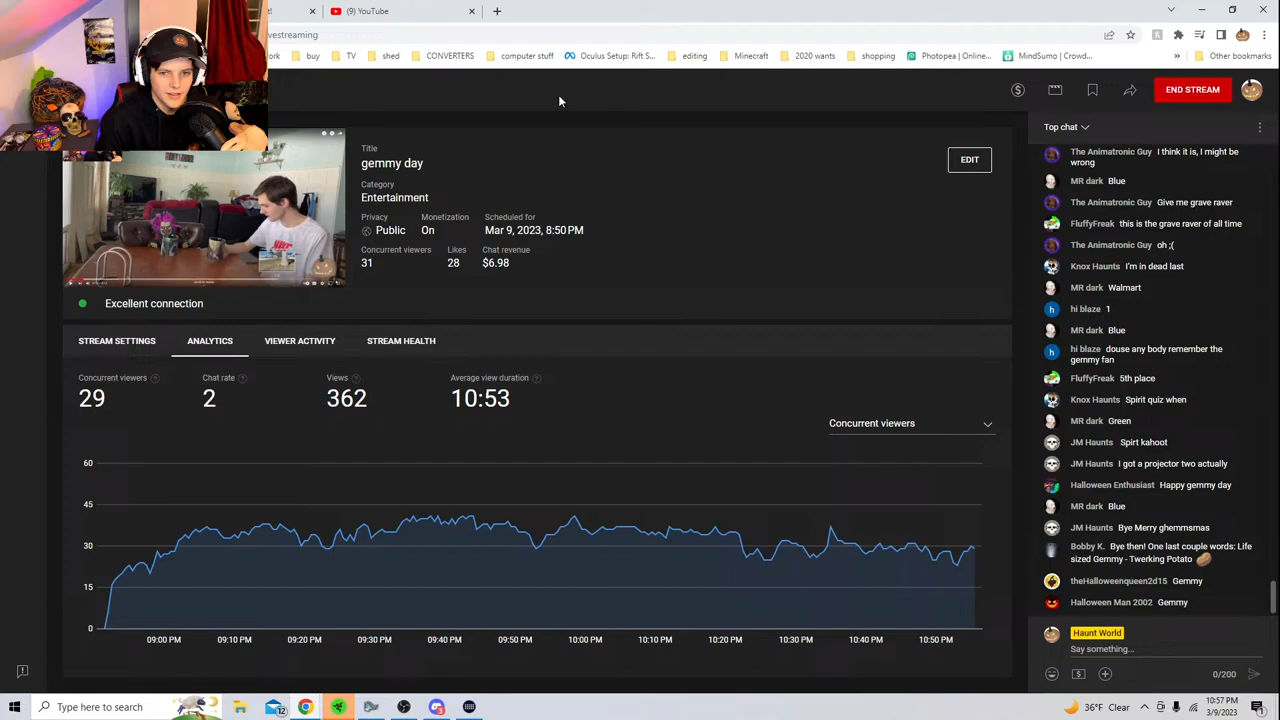 (9) YouTube
vestreaming
ork
buy
TV
shed
CONVERTERS
computer stuff
Oculus Setup: Rift S...
editing
Minecraft
2020 wants
shopping
Photopea | Online...
MindSumo | Crowd...
»
Other bookmarks
END STREAM
Title
gemmy day
Category
Entertainment
Privacy
Monetization
Scheduled for
Public
On
Mar 9, 2023, 8:50 PM
Concurrent viewers
Likes
Chat revenue
31
28
$6.98
EDIT
Excellent connection
STREAM SETTINGS
ANALYTICS
VIEWER ACTIVITY
STREAM HEALTH
Concurrent viewers
Chat rate
Views
Average view duration
29
2
362
10:53
Concurrent viewers
60
45
30
15
0
09:00 PM
09:10 PM
09:20 PM
09:30 PM
09:40 PM
09:50 PM
10:00 PM
10:10 PM
10:20 PM
10:30 PM
10:40 PM
10:50 PM
Top chat
The Animatronic Guy I think it is, I might be
wrong
MR dark Blue
The Animatronic Guy Give me grave raver
FluffyFreak this is the grave raver of all time
The Animatronic Guy oh ;(
Knox Haunts I'm in dead last
MR dark Walmart
h
hi blaze 1
MR dark Blue
h
hi blaze douse any body remember the
gemmy fan
FluffyFreak 5th place
Knox Haunts Spirit quiz when
MR dark Green
JM Haunts Spirt kahoot
JM Haunts I got a projector two actually
Halloween Enthusiast Happy gemmy day
MR dark Blue
JM Haunts Bye Merry ghemmsmas
Bobby K. Bye then! One last couple words: Life
sized Gemmy - Twerking Potato
theHalloweenqueen2d15 Gemmy
Halloween Man 2002 Gemmy
Haunt World
Say something...
0/200
Type here to search
12
36°F Clear
10:57 PM
3/9/2023
1